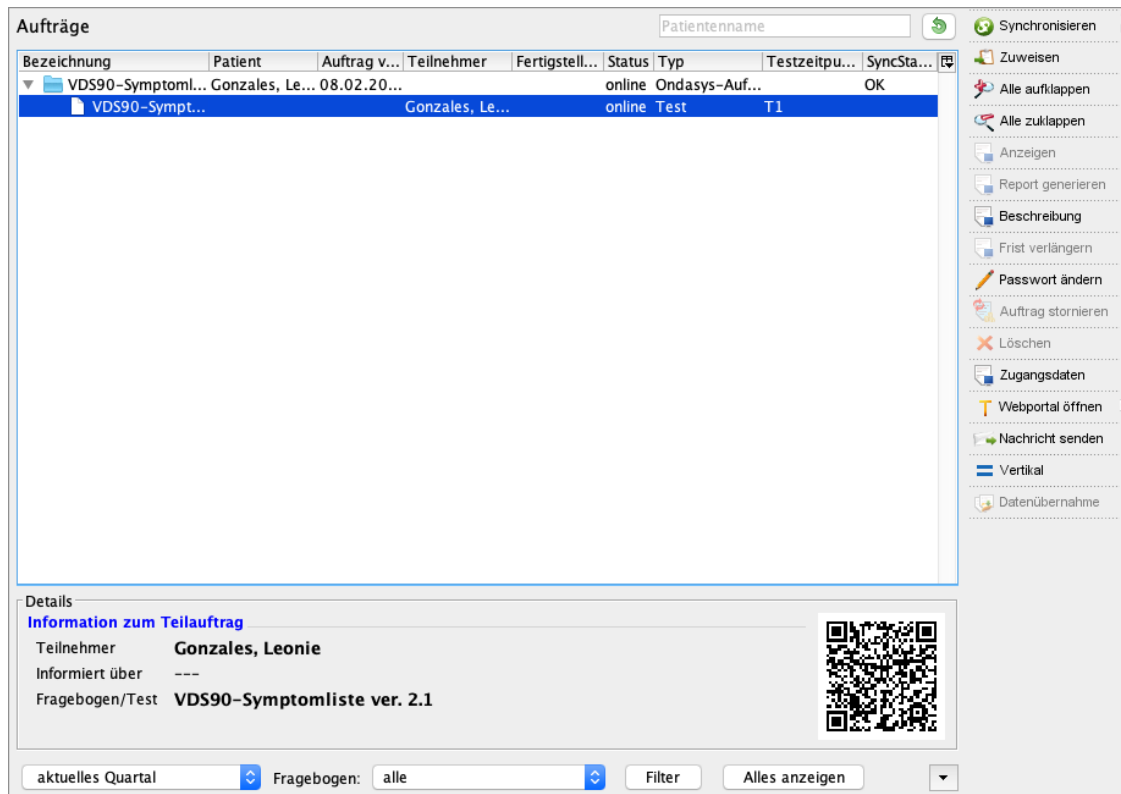 Aufträge
Patientenname
Bezeichnung Patient Auftrag v... Teilnehmer Fertigstell... Status Typ Testzeitpu... SyncSta...
VDS90-Symptoml... Gonzales, Le... 08.02.20... online Ondasys-Auf... OK
VDS90-Sympt... Gonzales, Le... online Test T1
Synchronisieren
Zuweisen
Alle aufklappen
Alle zuklappen
Anzeigen
Report generieren
Beschreibung
Frist verlängern
Passwort ändern
Auftrag stornieren
Löschen
Zugangsdaten
Webportal öffnen
Nachricht senden
Vertikal
Datenübernahme
Details
Information zum Teilauftrag
Teilnehmer Gonzales, Leonie
Informiert über ---
Fragebogen/Test VDS90-Symptomliste ver. 2.1
aktuelles Quartal Fragebogen: alle Filter Alles anzeigen